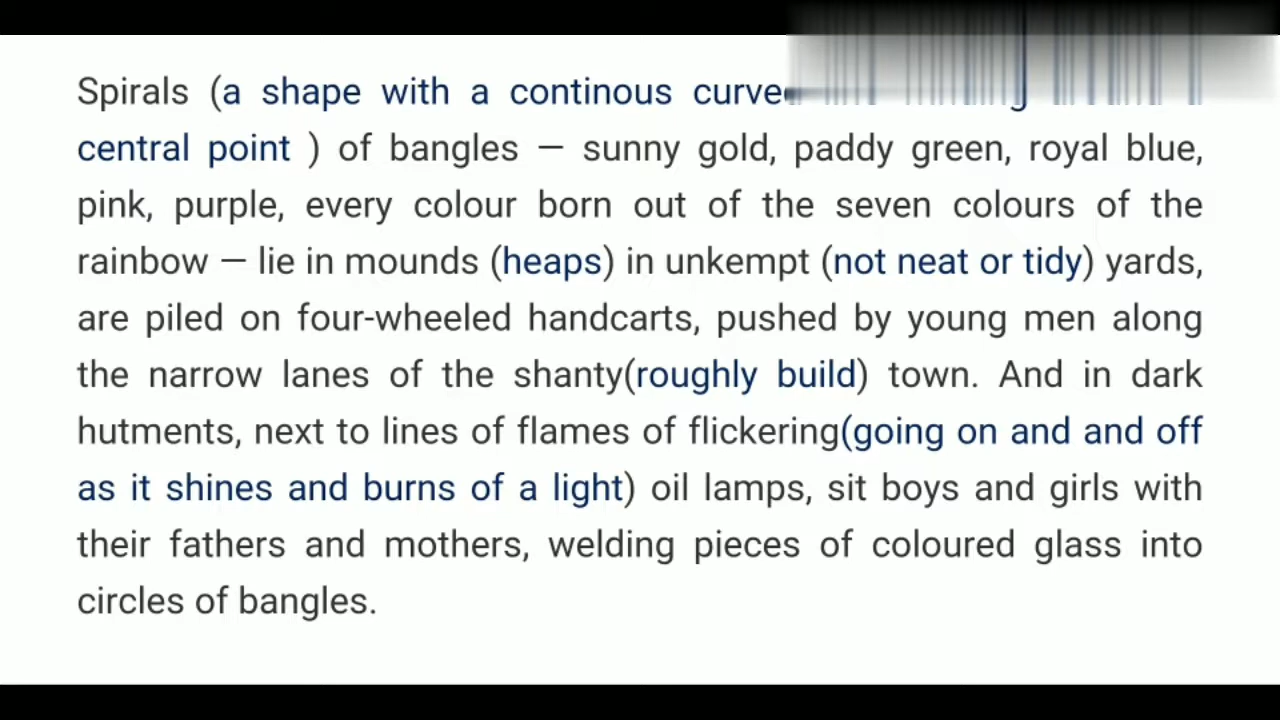 Spirals (a shape with a continous curved
central point ) of bangles — sunny gold, paddy green, royal blue,
pink, purple, every colour born out of the seven colours of the
rainbow — lie in mounds (heaps) in unkempt (not neat or tidy) yards,
are piled on four-wheeled handcarts, pushed by young men along
the narrow lanes of the shanty(roughly build) town. And in dark
hutments, next to lines of flames of flickering(going on and and off
as it shines and burns of a light) oil lamps, sit boys and girls with
their fathers and mothers, welding pieces of coloured glass into
circles of bangles.